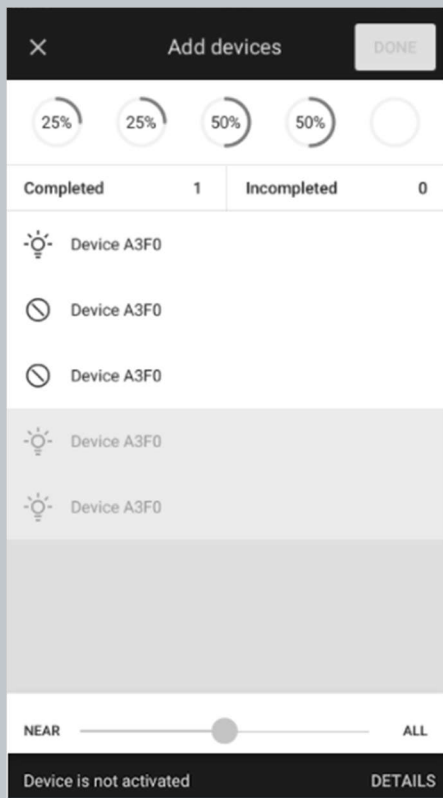 Add devices DONE
25% 25% 50% 50%
Completed 1 Incompleted 0
Device A3F0
Device A3F0
Device A3F0
Device A3F0
Device A3F0
NEAR ALL
Device is not activated DETAILS